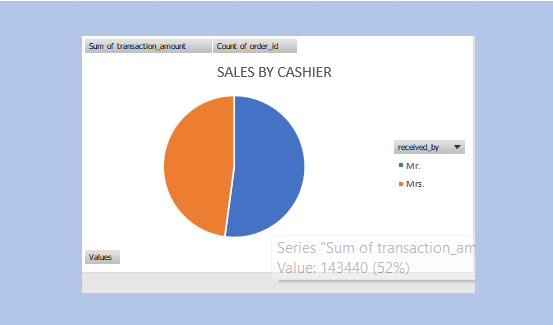 Sum of transaction_amount
Count of order_id
SALES BY CASHIER
received_by
Mr.
Mrs.
Series "Sum of transaction_am
Value: 143440 (52%)
Values